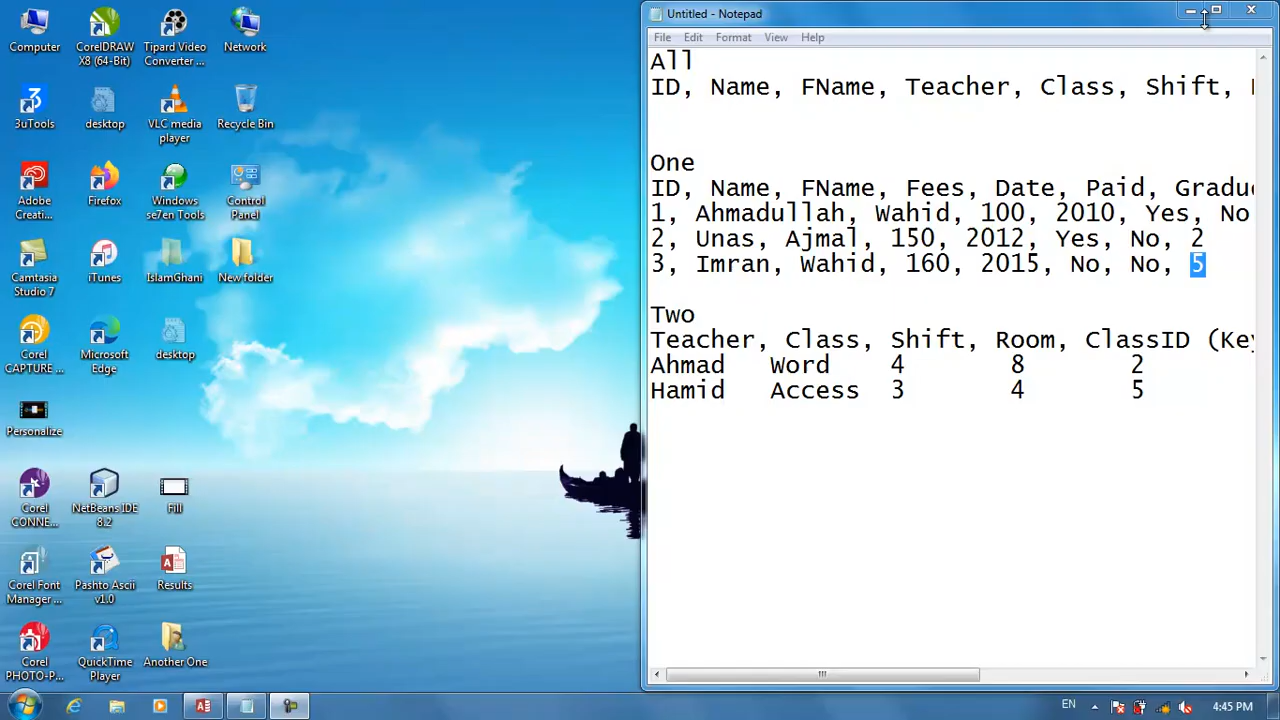 Computer
CorelDRAW X8 (64-Bit)
Tipard Video Converter ...
Network
3uTools
desktop
VLC media player
Recycle Bin
Adobe Creati...
Firefox
Windows se7en Tools
Control Panel
Camtasia Studio 7
iTunes
IslamGhani
New folder
Corel CAPTURE ...
Microsoft Edge
desktop
Personalize
Corel CONNE...
NetBeans IDE 8.2
Fill
Corel Font Manager ...
Pashto Ascii v1.0
Results
Corel PHOTO-P...
QuickTime Player
Another One
Untitled - Notepad
File Edit Format View Help
All
ID, Name, FName, Teacher, Class, Shift,
One
ID, Name, FName, Fees, Date, Paid, Gradu
1, Ahmadullah, Wahid, 100, 2010, Yes, No
2, Unas, Ajmal, 150, 2012, Yes, No, 2
3, Imran, Wahid, 160, 2015, No, No, 5
Two
Teacher, Class, Shift, Room, ClassID (Key
Ahmad Word 4 8 2
Hamid Access 3 4 5
EN
4:45 PM